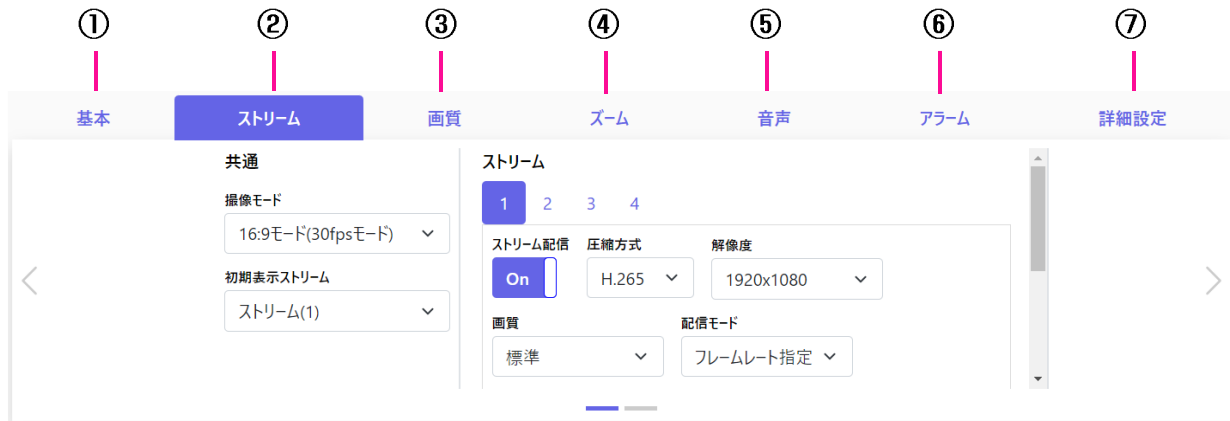 ① ② ③ ④ ⑤ ⑥ ⑦
基本 ストリーム 画質 ズーム 音声 アラーム 詳細設定
共通
撮像モード
16:9モード(30fpsモード)
初期表示ストリーム
ストリーム(1)
ストリーム
1 2 3 4
ストリーム配信 圧縮方式 解像度
On H.265 1920x1080
画質 配信モード
標準 フレームレート指定